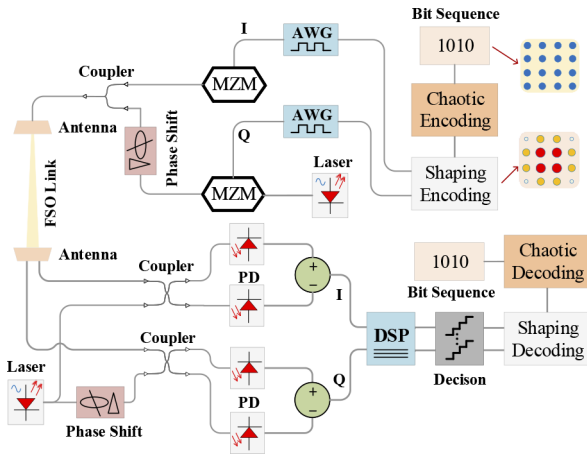 I
AWG
Bit Sequence
1010
Coupler
MZM
Chaotic
Encoding
Antenna
Phase Shift
Q
AWG
Laser
MZM
Shaping
Encoding
FSO Link
Antenna
Coupler
PD
+
−
I
1010
Bit Sequence
Chaotic
Decoding
Coupler
DSP
Decison
Shaping
Decoding
Laser
Phase Shift
PD
+
−
Q